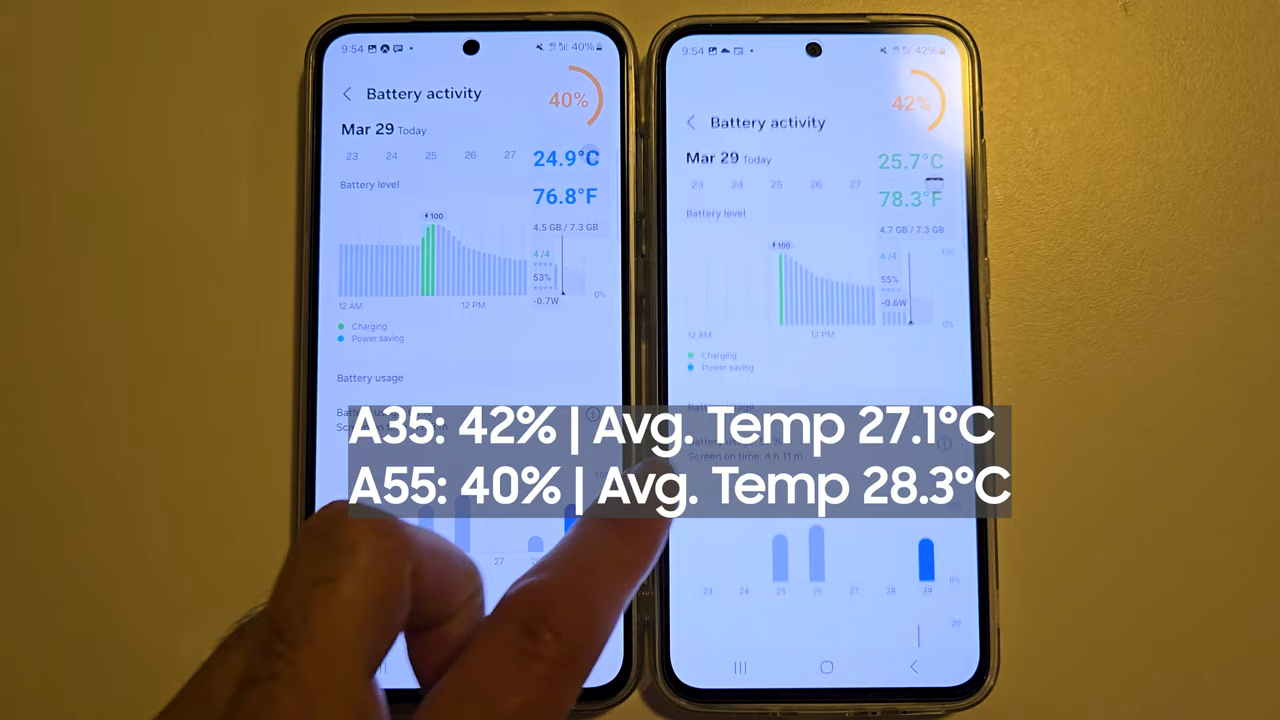 9:54
40%
Battery activity
40%
Mar 29 Today
23 24 25 26 27
24.9°C
76.8°F
Battery level
4.5 GB / 7.3 GB
100
4/4
53%
-0.7W
0%
12 AM
12 PM
Charging
Power saving
Battery usage
27
9:54
42%
Battery activity
42%
Mar 29 Today
23 24 25 26 27
25.7°C
78.3°F
Battery level
4.7 GB / 7.3 GB
100
100
4/4
55%
-0.6W
0%
12 AM
12 PM
Charging
Power saving
Battery usage
Screen on time: 4 h 11 m
0%
23 24 25 26 27 28 29
20
A35: 42% | Avg. Temp 27.1°C
A55: 40% | Avg. Temp 28.3°C